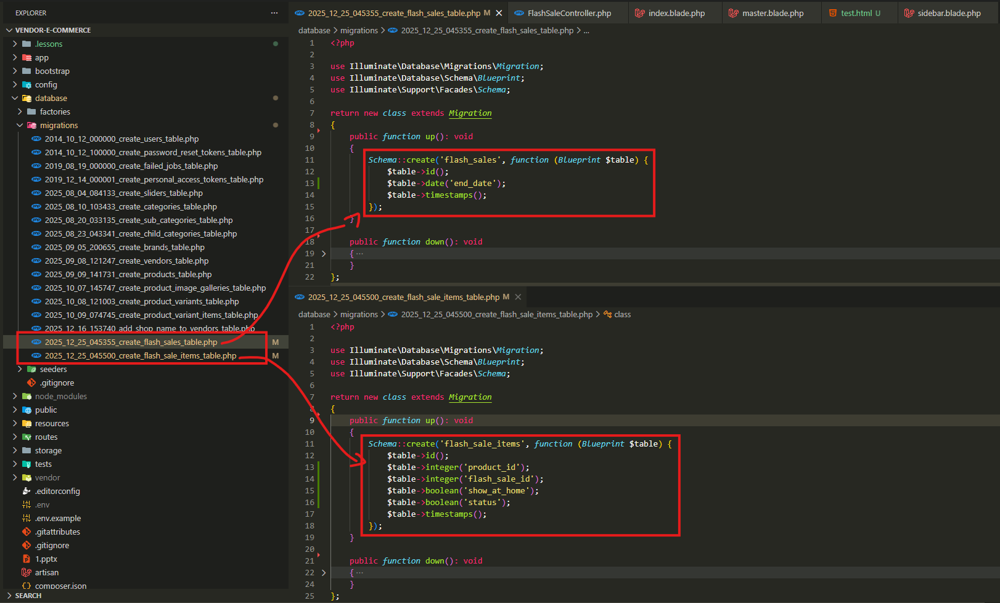 EXPLORER
...
VENDOR-E-COMMERCE
.lessons
app
bootstrap
config
database
factories
migrations
2014_10_12_000000_create_users_table.php
2014_10_12_100000_create_password_reset_tokens_table.php
2019_08_19_000000_create_failed_jobs_table.php
2019_12_14_000001_create_personal_access_tokens_table.php
2025_08_04_084133_create_sliders_table.php
2025_08_10_103433_create_categories_table.php
2025_08_20_033135_create_sub_categories_table.php
2025_08_23_043341_create_child_categories_table.php
2025_09_05_200655_create_brands_table.php
2025_09_08_121247_create_vendors_table.php
2025_09_09_141731_create_products_table.php
2025_10_07_145747_create_product_image_galleries_table.php
2025_10_08_121003_create_product_variants_table.php
2025_10_09_074745_create_product_variant_items_table.php
2025_12_16_153740_add_shop_name_to_vendors_table.php
2025_12_25_045355_create_flash_sales_table.php M
2025_12_25_045500_create_flash_sale_items_table.php M
seeders
.gitignore
node_modules
public
resources
routes
storage
tests
vendor
.editorconfig
.env
.env.example
.gitattributes
.gitignore
1.pptx
artisan
composer.json
SEARCH
2025_12_25_045355_create_flash_sales_table.php M
FlashSaleController.php
index.blade.php
master.blade.php
test.html U
sidebar.blade.php
database > migrations > 2025_12_25_045355_create_flash_sales_table.php > ...
1 <?php
2
3 use Illuminate\Database\Migrations\Migration;
4 use Illuminate\Database\Schema\Blueprint;
5 use Illuminate\Support\Facades\Schema;
6
7 return new class extends Migration
8 {
9 public function up(): void
10 {
11 Schema::create('flash_sales', function (Blueprint $table) {
12 $table->id();
13 $table->date('end_date');
14 $table->timestamps();
15 });
16 }
17
18 public function down(): void
19 { ...
21 }
22 };
2025_12_25_045500_create_flash_sale_items_table.php M
database > migrations > 2025_12_25_045500_create_flash_sale_items_table.php > class
1 <?php
2
3 use Illuminate\Database\Migrations\Migration;
4 use Illuminate\Database\Schema\Blueprint;
5 use Illuminate\Support\Facades\Schema;
6
7 return new class extends Migration
8 {
9 public function up(): void
10 {
11 Schema::create('flash_sale_items', function (Blueprint $table) {
12 $table->id();
13 $table->integer('product_id');
14 $table->integer('flash_sale_id');
15 $table->boolean('show_at_home');
16 $table->boolean('status');
17 $table->timestamps();
18 });
19 }
20
21 public function down(): void
22 { ...
24 }
25 };